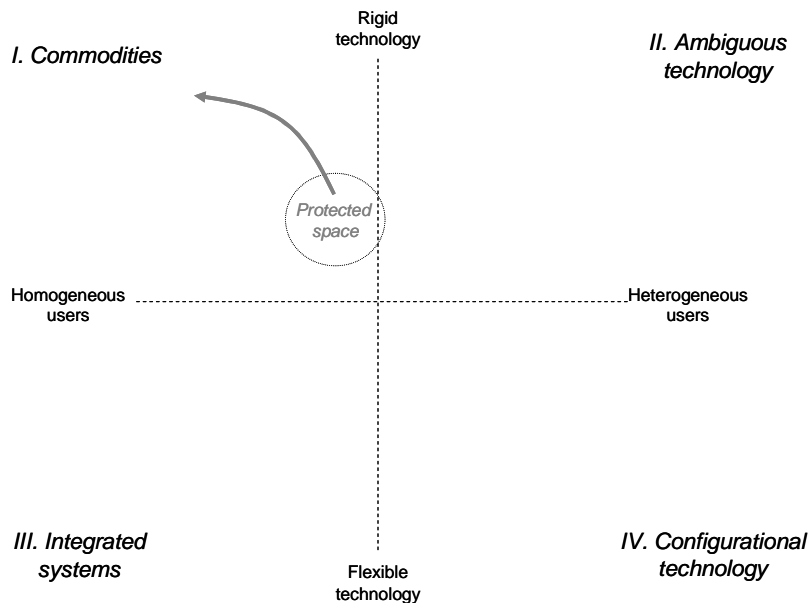 Rigid
technology
I. Commodities
II. Ambiguous
technology
Protected
space
Homogeneous
users
Heterogeneous
users
III. Integrated
systems
IV. Configurational
technology
Flexible
technology